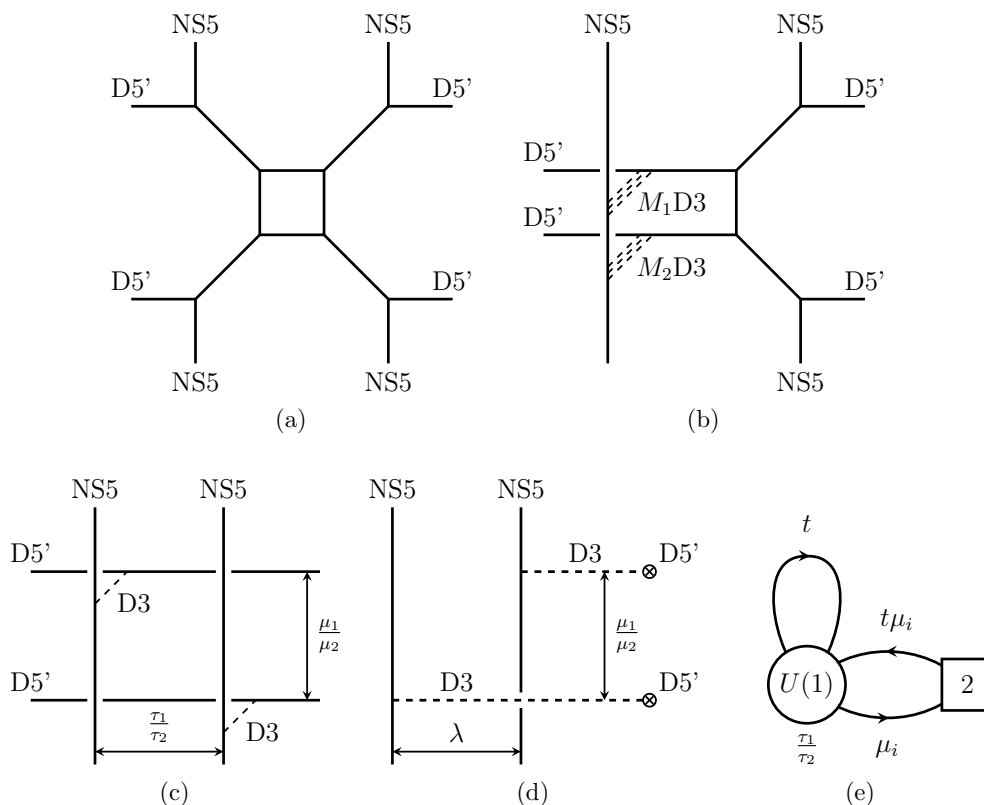 NS5 NS5
D5' D5'
D5' D5'
NS5 NS5
(a)
NS5 NS5
D5'
D5'
M₁D3
D5'
M₂D3
D5'
NS5
(b)
NS5 NS5
D5'
D3
μ₁/μ₂
D5'
τ₁/τ₂
D3
(c)
NS5 NS5
D3 D5'
μ₁/μ₂
D3 D5'
λ
(d)
t
tμᵢ
U(1) 2
μᵢ
τ₁/τ₂
(e)